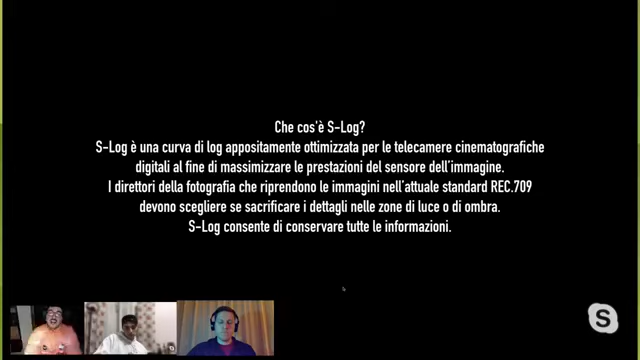 Che cos'è S-Log?
S-Log è una curva di log appositamente ottimizzata per le telecamere cinematografiche
digitali al fine di massimizzare le prestazioni del sensore dell'immagine.
I direttori della fotografia che riprendono le immagini nell'attuale standard REC.709
devono scegliere se sacrificare i dettagli nelle zone di luce o di ombra.
S-Log consente di conservare tutte le informazioni.
S